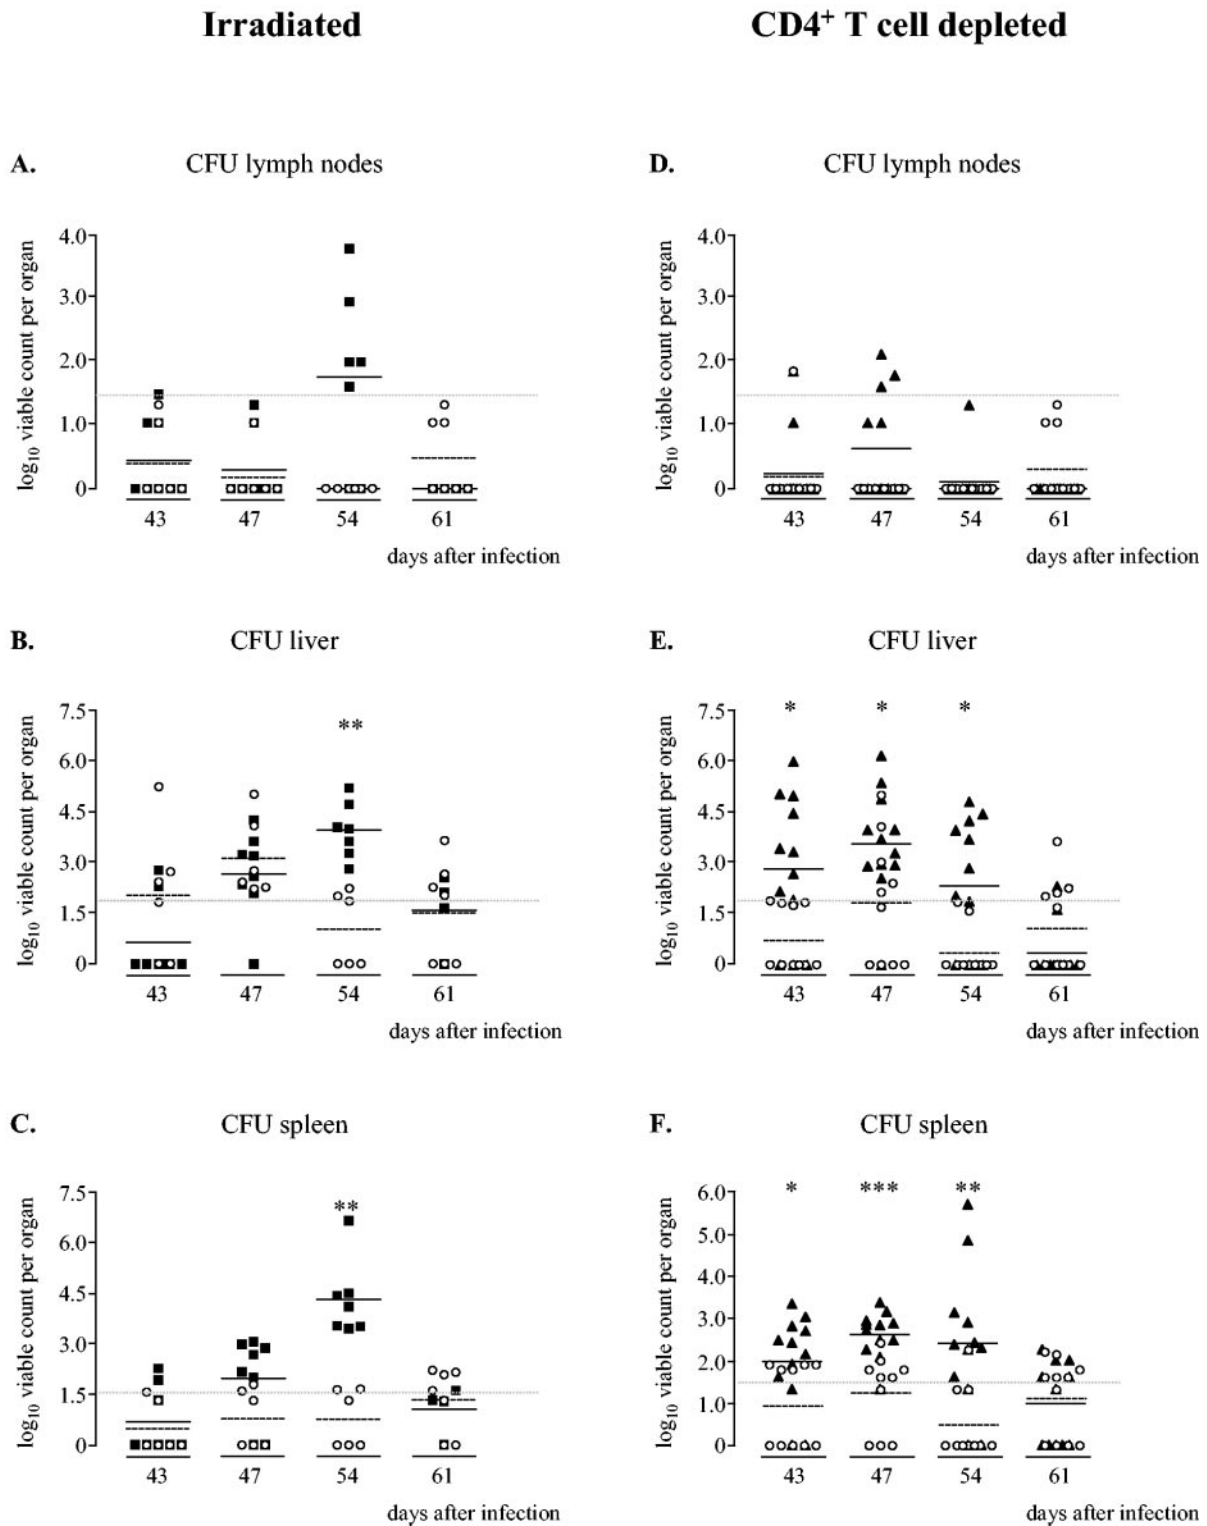 Irradiated
CD4+ T cell depleted
A.
CFU lymph nodes
log10 viable count per organ
4.0
3.0
2.0
1.0
0
43
47
54
61
days after infection
D.
CFU lymph nodes
log10 viable count per organ
4.0
3.0
2.0
1.0
0
43
47
54
61
days after infection
B.
CFU liver
log10 viable count per organ
7.5
6.0
4.5
3.0
1.5
0
**
43
47
54
61
days after infection
E.
CFU liver
log10 viable count per organ
7.5
6.0
4.5
3.0
1.5
0
*
*
*
43
47
54
61
days after infection
C.
CFU spleen
log10 viable count per organ
7.5
6.0
4.5
3.0
1.5
0
**
43
47
54
61
days after infection
F.
CFU spleen
log10 viable count per organ
6.0
5.0
4.0
3.0
2.0
1.0
0
*
***
**
43
47
54
61
days after infection